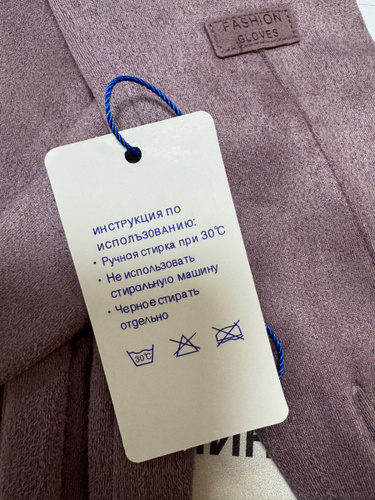 FASHION
GLOVES
ИНСТРУКЦИЯ ПО
ИСПОЛЬЗОВАНИЮ:
• Ручная стирка при 30℃
• Не использовать
стиральную машину
• Черное стирать
отдельно
30℃